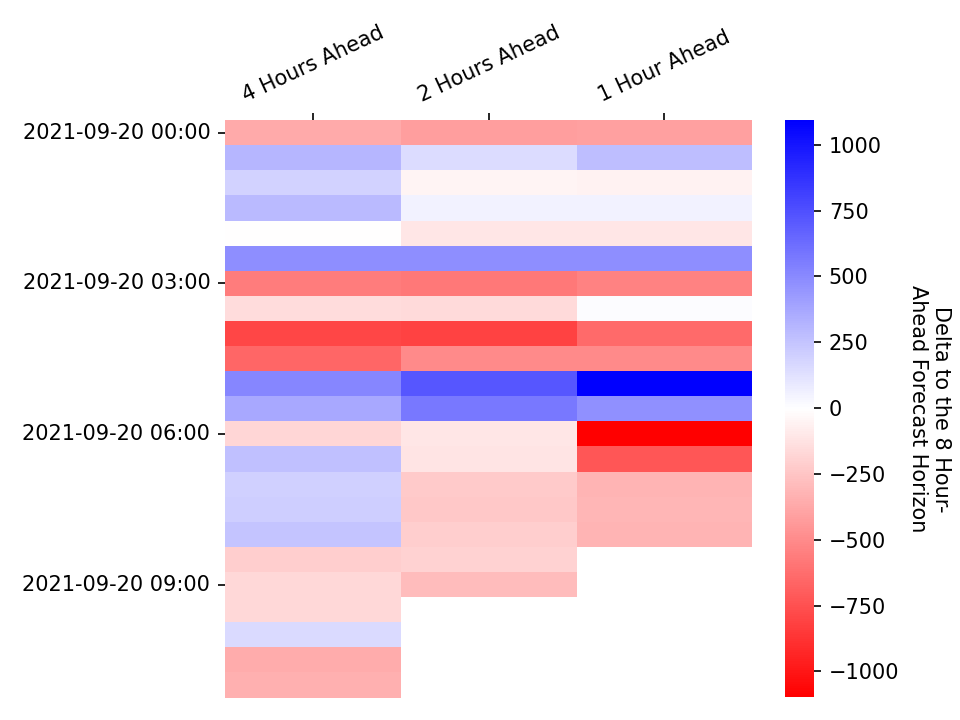 4 Hours Ahead
2 Hours Ahead
1 Hour Ahead
2021-09-20 00:00
2021-09-20 03:00
2021-09-20 06:00
2021-09-20 09:00
1000
750
500
250
0
−250
−500
−750
−1000
Delta to the 8 Hour-
Ahead Forecast Horizon